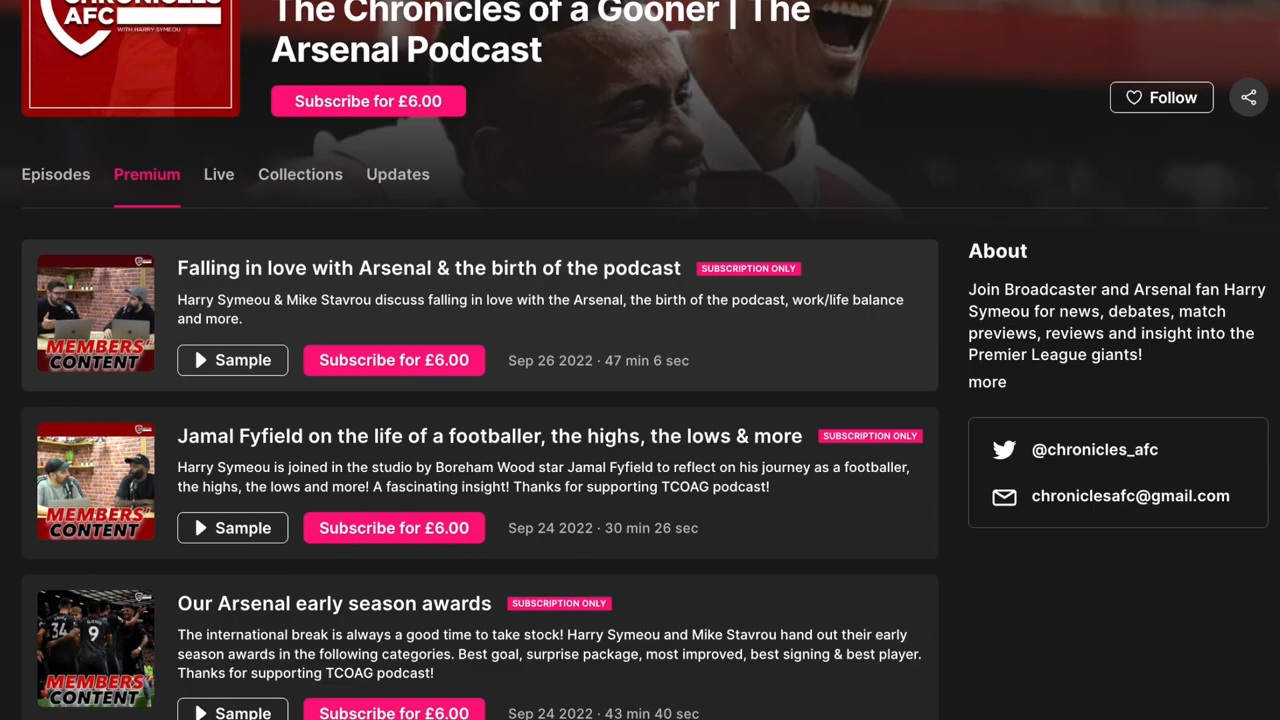 CHRONICLES
AFC
WITH HARRY SYMEOU
The Chronicles of a Gooner | The
Arsenal Podcast
Subscribe for £6.00
Follow
Episodes
Premium
Live
Collections
Updates
Falling in love with Arsenal & the birth of the podcast
SUBSCRIPTION ONLY
Harry Symeou & Mike Stavrou discuss falling in love with the Arsenal, the birth of the podcast, work/life balance
and more.
Sample
Subscribe for £6.00
Sep 26 2022 · 47 min 6 sec
MEMBERS'
CONTENT
Jamal Fyfield on the life of a footballer, the highs, the lows & more
SUBSCRIPTION ONLY
Harry Symeou is joined in the studio by Boreham Wood star Jamal Fyfield to reflect on his journey as a footballer,
the highs, the lows and more! A fascinating insight! Thanks for supporting TCOAG podcast!
Sample
Subscribe for £6.00
Sep 24 2022 · 30 min 26 sec
MEMBERS'
CONTENT
Our Arsenal early season awards
SUBSCRIPTION ONLY
The international break is always a good time to take stock! Harry Symeou and Mike Stavrou hand out their early
season awards in the following categories. Best goal, surprise package, most improved, best signing & best player.
Thanks for supporting TCOAG podcast!
Sample
Subscribe for £6.00
Sep 24 2022 · 43 min 40 sec
34
9
MEMBERS'
CONTENT
About
Join Broadcaster and Arsenal fan Harry
Symeou for news, debates, match
previews, reviews and insight into the
Premier League giants!
more
@chronicles_afc
chroniclesafc@gmail.com